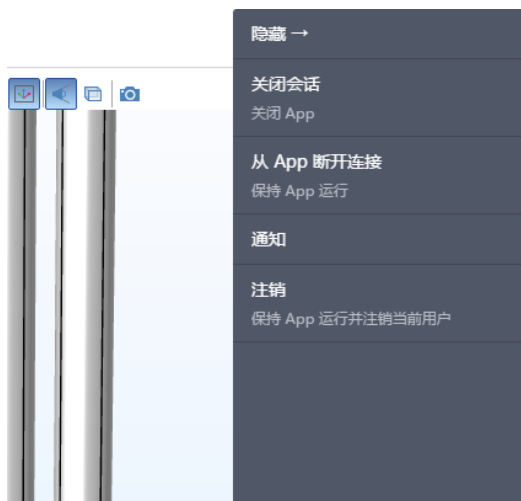 隐藏 →
关闭会话
关闭 App
从 App 断开连接
保持 App 运行
通知
注销
保持 App 运行并注销当前用户